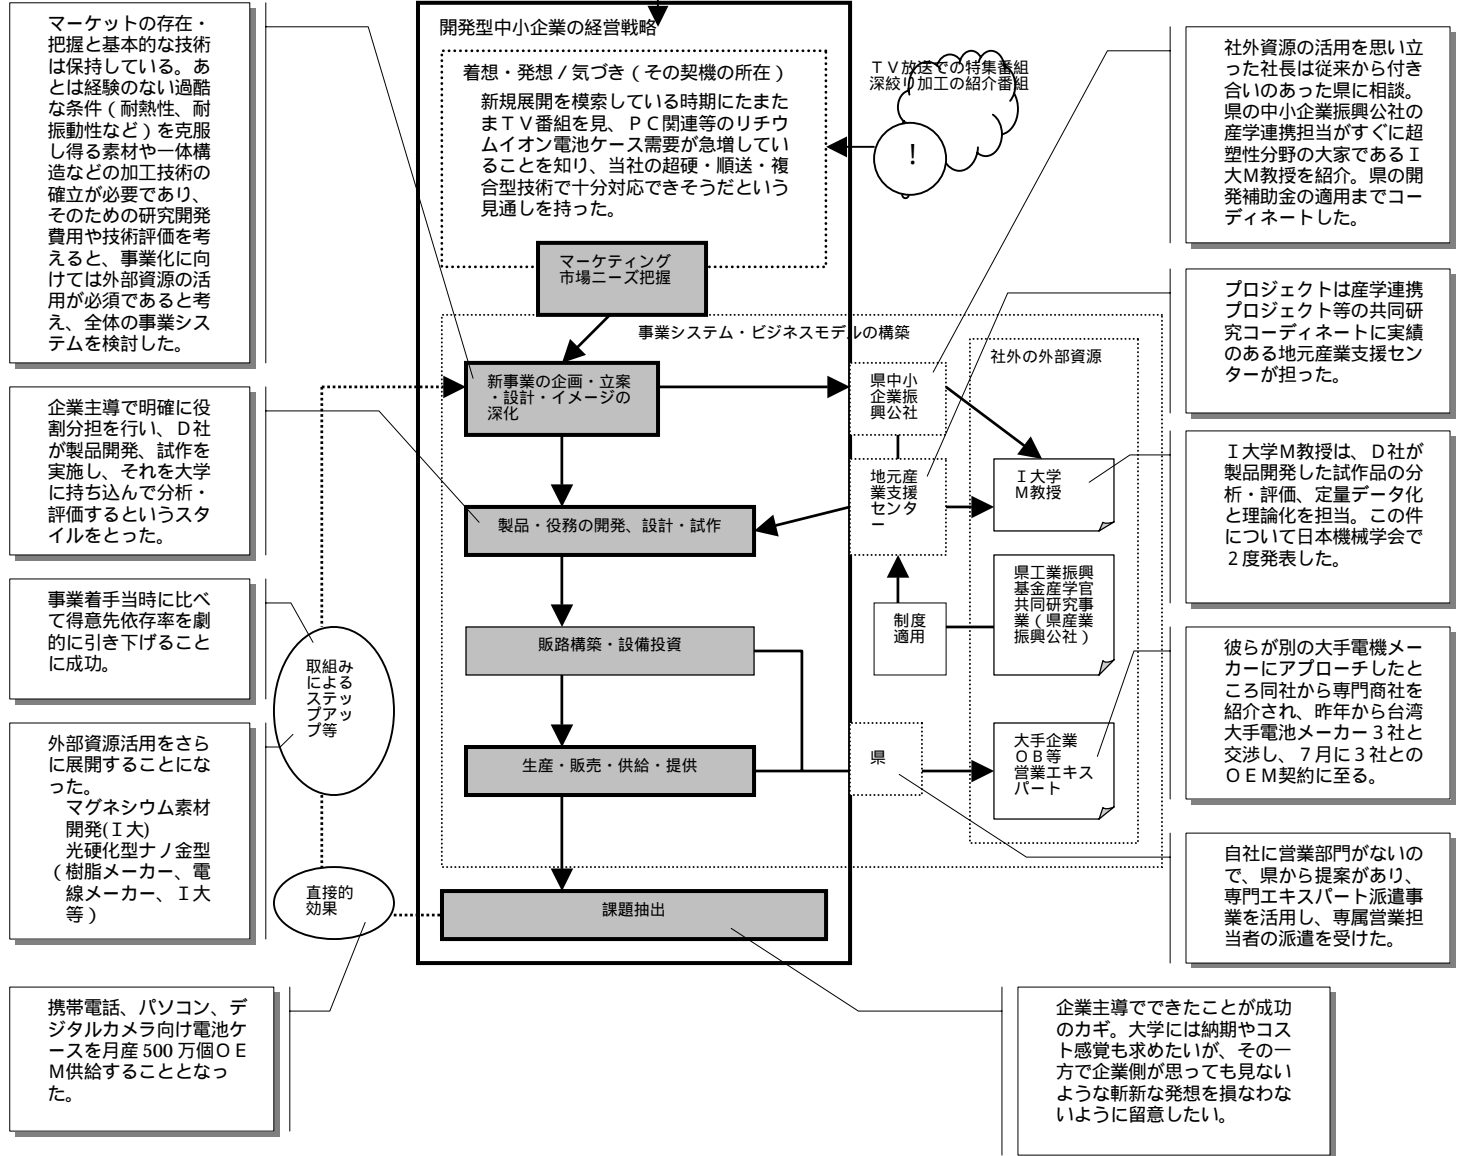 マーケットの存在・
把握と基本的な技術
は保持している。あ
とは経験のない過酷
な条件（耐熱性、耐
振動性など）を克服
し得る素材や一体構
造などの加工技術の
確立が必要であり、
そのための研究開発
費用や技術評価を考
えると、事業化に向
けては外部資源の活
用が必須であると考
え、全体の事業シス
テムを検討した。
企業主導で明確に役
割分担を行い、Ｄ社
が製品開発、試作を
実施し、それを大学
に持ち込んで分析・
評価するというスタ
イルをとった。
事業着手当時に比べ
て得意先依存率を劇
的に引き下げること
に成功。
外部資源活用をさら
に展開することにな
った。
マグネシウム素材
開発(Ｉ大)
光硬化型ナノ金型
（樹脂メーカー、電
線メーカー、Ｉ大
等）
携帯電話、パソコン、デ
ジタルカメラ向け電池ケ
ースを月産 500 万個ＯＥ
Ｍ供給することとなっ
た。
取組み
による
ステッ
プアッ
プ等
直接的
効果
開発型中小企業の経営戦略
着想・発想／気づき（その契機の所在）
新規展開を模索している時期にたまた
まＴＶ番組を見、ＰＣ関連等のリチウ
ムイオン電池ケース需要が急増してい
ることを知り、当社の超硬・順送・複
合型技術で十分対応できそうだという
見通しを持った。
マーケティング
市場ニーズ把握
事業システム・ビジネスモデルの構築
新事業の企画・立案
・設計・イメージの
深化
製品・役務の開発、設計・試作
販路構築・設備投資
生産・販売・供給・提供
課題抽出
ＴＶ放送での特集番組
深絞り加工の紹介番組
！
県中小
企業振
興公社
地元産
業支援
センタ
ー
制度
適用
県
社外の外部資源
Ｉ大学
Ｍ教授
県工業振興
基金産学官
共同研究事
業（県産業
振興公社）
大手企業
ＯＢ等
営業エキス
パート
社外資源の活用を思い立
った社長は従来から付き
合いのあった県に相談。
県の中小企業振興公社の
産学連携担当がすぐに超
塑性分野の大家であるＩ
大Ｍ教授を紹介。県の開
発補助金の適用までコー
ディネートした。
プロジェクトは産学連携
プロジェクト等の共同研
究コーディネートに実績
のある地元産業支援セン
ターが担った。
Ｉ大学Ｍ教授は、Ｄ社が
製品開発した試作品の分
析・評価、定量データ化
と理論化を担当。この件
について日本機械学会で
２度発表した。
彼らが別の大手電機メー
カーにアプローチしたと
ころ同社から専門商社を
紹介され、昨年から台湾
大手電池メーカー３社と
交渉し、７月に３社との
ＯＥＭ契約に至る。
自社に営業部門がないの
で、県から提案があり、
専門エキスパート派遣事
業を活用し、専属営業担
当者の派遣を受けた。
企業主導でできたことが成功
のカギ。大学には納期やコス
ト感覚も求めたいが、その一
方で企業側が思っても見ない
ような斬新な発想を損なわな
いように留意したい。